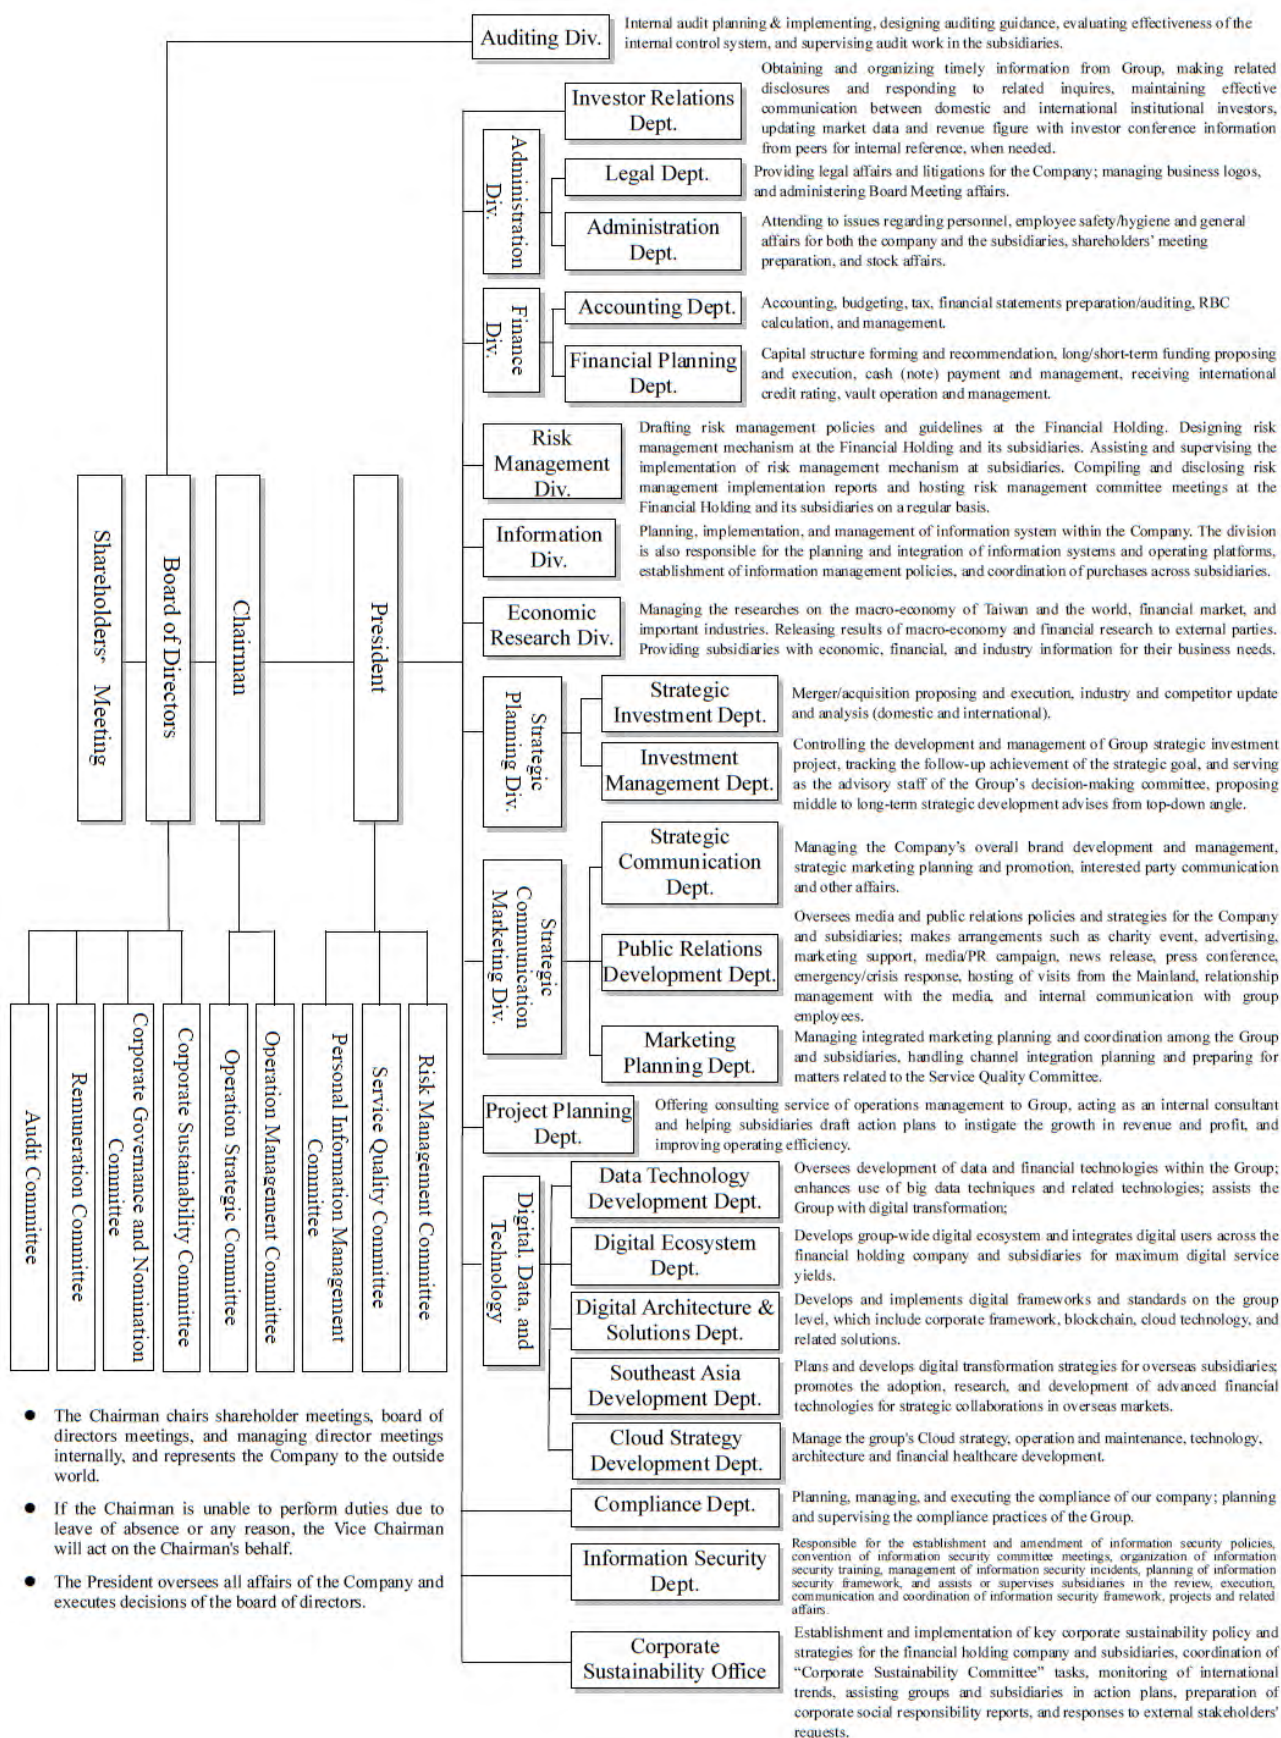 Auditing Div.
Internal audit planning & implementing, designing auditing guidance, evaluating effectiveness of the
internal control system, and supervising audit work in the subsidiaries.
Investor Relations
Dept.
Obtaining and organizing timely information from Group, making related
disclosures and responding to related inquires, maintaining effective
communication between domestic and international institutional investors,
updating market data and revenue figure with investor conference information
from peers for internal reference, when needed.
Administration
Div.
Legal Dept.
Providing legal affairs and litigations for the Company; managing business logos,
and administering Board Meeting affairs.
Administration
Dept.
Attending to issues regarding personnel, employee safety/hygiene and general
affairs for both the company and the subsidiaries, shareholders' meeting
preparation, and stock affairs.
Finance
Div.
Accounting Dept.
Accounting, budgeting, tax, financial statements preparation/auditing, RBC
calculation, and management.
Financial Planning
Dept.
Capital structure forming and recommendation, long/short-term funding proposing
and execution, cash (note) payment and management, receiving international
credit rating, vault operation and management.
Risk
Management
Div.
Drafting risk management policies and guidelines at the Financial Holding. Designing risk
management mechanism at the Financial Holding and its subsidiaries. Assisting and supervising the
implementation of risk management mechanism at subsidiaries. Compiling and disclosing risk
management implementation reports and hosting risk management committee meetings at the
Financial Holding and its subsidiaries on a regular basis.
Information
Div.
Planning, implementation, and management of information system within the Company. The division
is also responsible for the planning and integration of information systems and operating platforms,
establishment of information management policies, and coordination of purchases across subsidiaries.
Economic
Research Div.
Managing the researches on the macro-economy of Taiwan and the world, financial market, and
important industries. Releasing results of macro-economy and financial research to external parties.
Providing subsidiaries with economic, financial, and industry information for their business needs.
Shareholders' Meeting
Board of Directors
Chairman
President
Strategic
Planning Div.
Strategic
Investment Dept.
Merger/acquisition proposing and execution, industry and competitor update
and analysis (domestic and international).
Investment
Management Dept.
Controlling the development and management of Group strategic investment
project, tracking the follow-up achievement of the strategic goal, and serving
as the advisory staff of the Group's decision-making committee, proposing
middle to long-term strategic development advises from top-down angle.
Strategic
Communication
Marketing Div.
Strategic
Communication
Dept.
Managing the Company's overall brand development and management,
strategic marketing planning and promotion, interested party communication
and other affairs.
Public Relations
Development Dept.
Oversees media and public relations policies and strategies for the Company
and subsidiaries; makes arrangements such as charity event, advertising,
marketing support, media/PR campaign, news release, press conference,
emergency/crisis response, hosting of visits from the Mainland, relationship
management with the media, and internal communication with group
employees.
Marketing
Planning Dept.
Managing integrated marketing planning and coordination among the Group
and subsidiaries, handling channel integration planning and preparing for
matters related to the Service Quality Committee.
Project Planning
Dept.
Offering consulting service of operations management to Group, acting as an internal consultant
and helping subsidiaries draft action plans to instigate the growth in revenue and profit, and
improving operating efficiency.
Audit Committee
Remuneration Committee
Corporate Governance and Nomination
Committee
Corporate Sustainability Committee
Operation Strategic Committee
Operation Management Committee
Personal Information Management
Committee
Service Quality Committee
Risk Management Committee
Digital, Data, and
Technology
Data Technology
Development Dept.
Oversees development of data and financial technologies within the Group;
enhances use of big data techniques and related technologies; assists the
Group with digital transformation;
Digital Ecosystem
Dept.
Develops group-wide digital ecosystem and integrates digital users across the
financial holding company and subsidiaries for maximum digital service
yields.
Digital Architecture &
Solutions Dept.
Develops and implements digital frameworks and standards on the group
level, which include corporate framework, blockchain, cloud technology, and
related solutions.
Southeast Asia
Development Dept.
Plans and develops digital transformation strategies for overseas subsidiaries;
promotes the adoption, research, and development of advanced financial
technologies for strategic collaborations in overseas markets.
Cloud Strategy
Development Dept.
Manage the group's Cloud strategy, operation and maintenance, technology,
architecture and financial healthcare development.
Compliance Dept.
Planning, managing, and executing the compliance of our company; planning
and supervising the compliance practices of the Group.
Information Security
Dept.
Responsible for the establishment and amendment of information security policies,
convention of information security committee meetings, organization of information
security training, management of information security incidents, planning of information
security framework, and assists or supervises subsidiaries in the review, execution,
communication and coordination of information security framework, projects and related
affairs.
Corporate
Sustainability Office
Establishment and implementation of key corporate sustainability policy and
strategies for the financial holding company and subsidiaries, coordination of
"Corporate Sustainability Committee" tasks, monitoring of international
trends, assisting groups and subsidiaries in action plans, preparation of
corporate social responsibility reports, and responses to external stakeholders'
requests.
● The Chairman chairs shareholder meetings, board of
directors meetings, and managing director meetings
internally, and represents the Company to the outside
world.
● If the Chairman is unable to perform duties due to
leave of absence or any reason, the Vice Chairman
will act on the Chairman's behalf.
● The President oversees all affairs of the Company and
executes decisions of the board of directors.